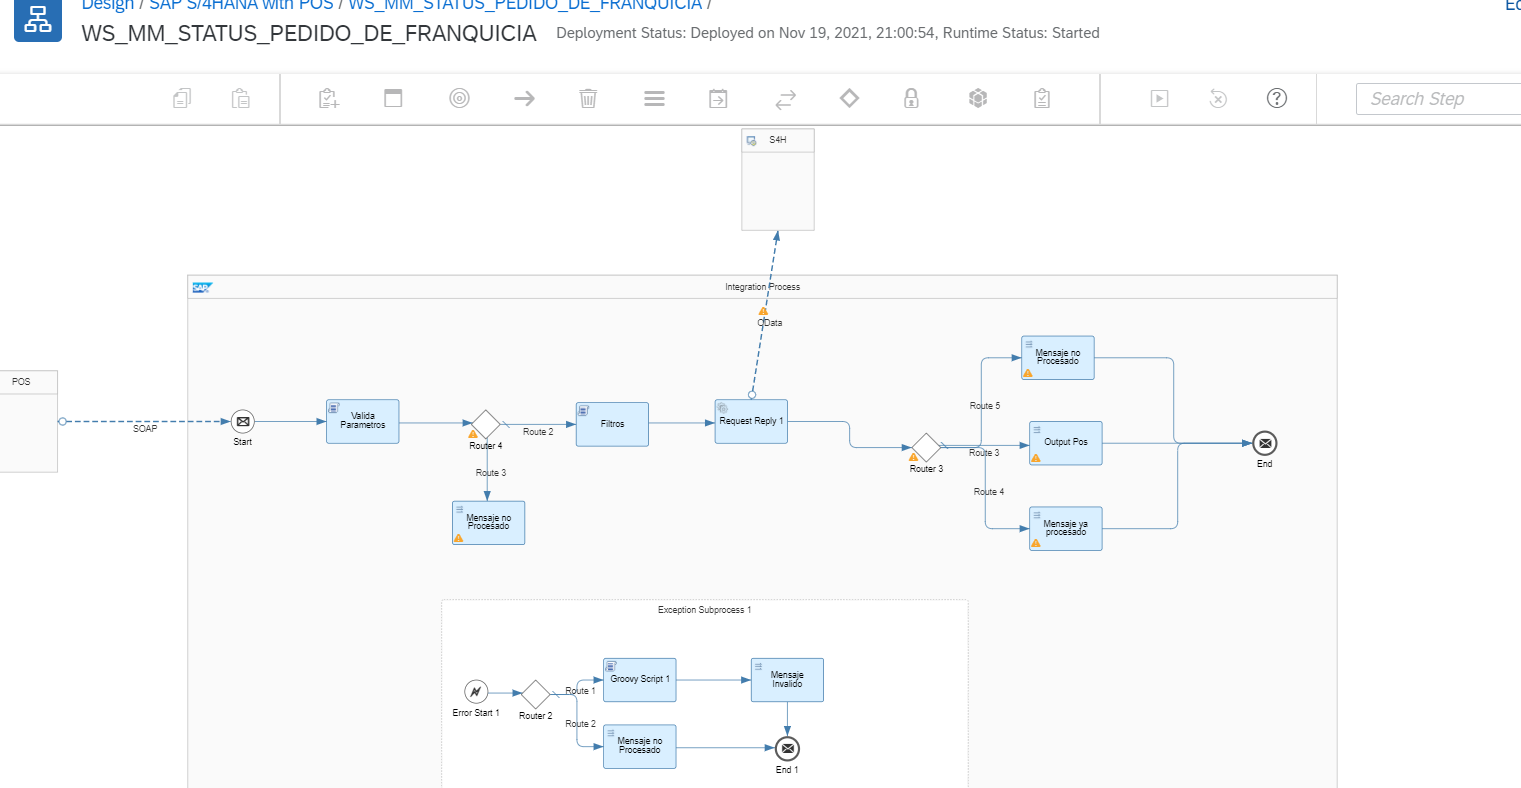 Design / SAP S/4HANA with POS / WS_MM_STATUS_PEDIDO_DE_FRANQUICIA /
WS_MM_STATUS_PEDIDO_DE_FRANQUICIA Deployment Status: Deployed on Nov 19, 2021, 21:00:54, Runtime Status: Started
Search Step
S4H
SAP
Integration Process
OData
POS
SOAP
Start
Valida
Parametros
Router 4
Route 2
Route 3
Filtros
Request Reply 1
Mensaje no
Procesado
Router 3
Route 5
Route 3
Route 4
Mensaje no
Procesado
Output Pos
Mensaje ya
procesado
End
Exception Subprocess 1
Error Start 1
Router 2
Route 1
Route 2
Groovy Script 1
Mensaje
Invalido
Mensaje no
Procesado
End 1